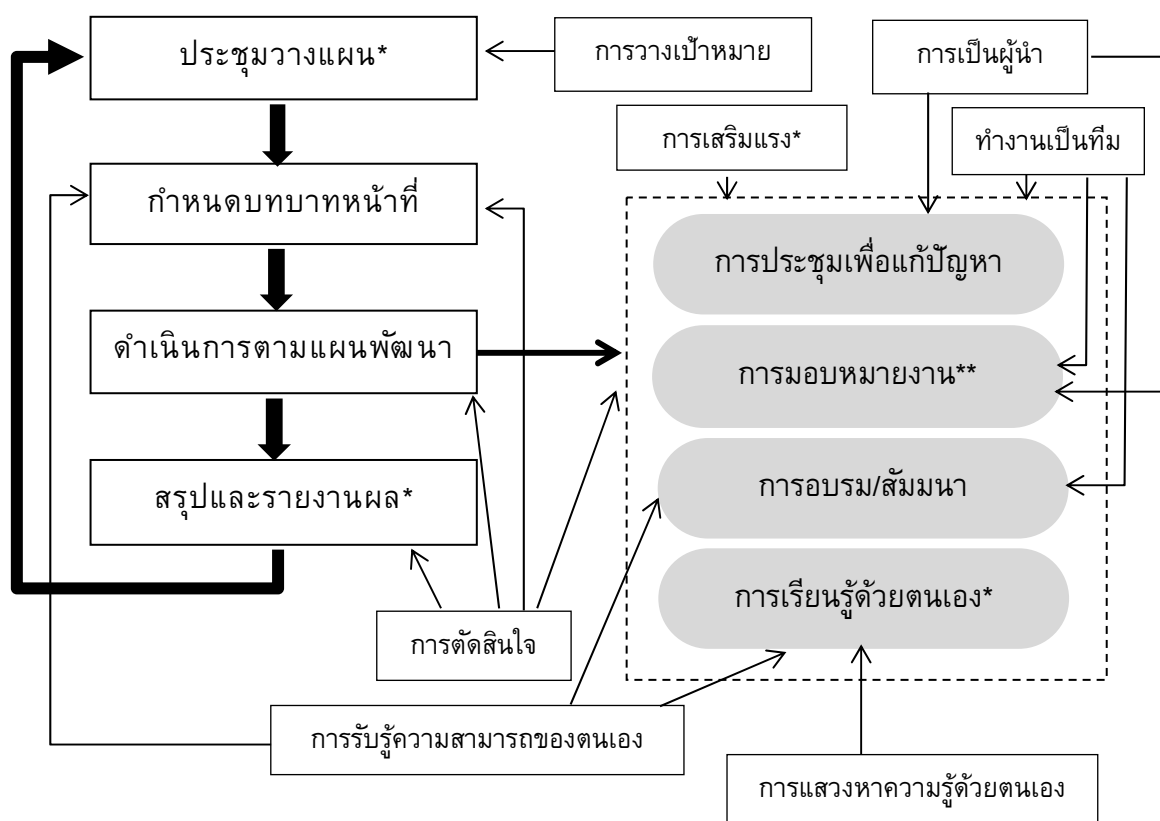 ประชุมวางแผน*
การวางเป้าหมาย
การเป็นผู้นำ
การเสริมแรง*
ทำงานเป็นทีม
กำหนดบทบาทหน้าที่
การประชุมเพื่อแก้ปัญหา
ดำเนินการตามแผนพัฒนา
การมอบหมายงาน**
สรุปและรายงานผล*
การอบรม/สัมมนา
การเรียนรู้ด้วยตนเอง*
การตัดสินใจ
การรับรู้ความสามารถของตนเอง
การแสวงหาความรู้ด้วยตนเอง